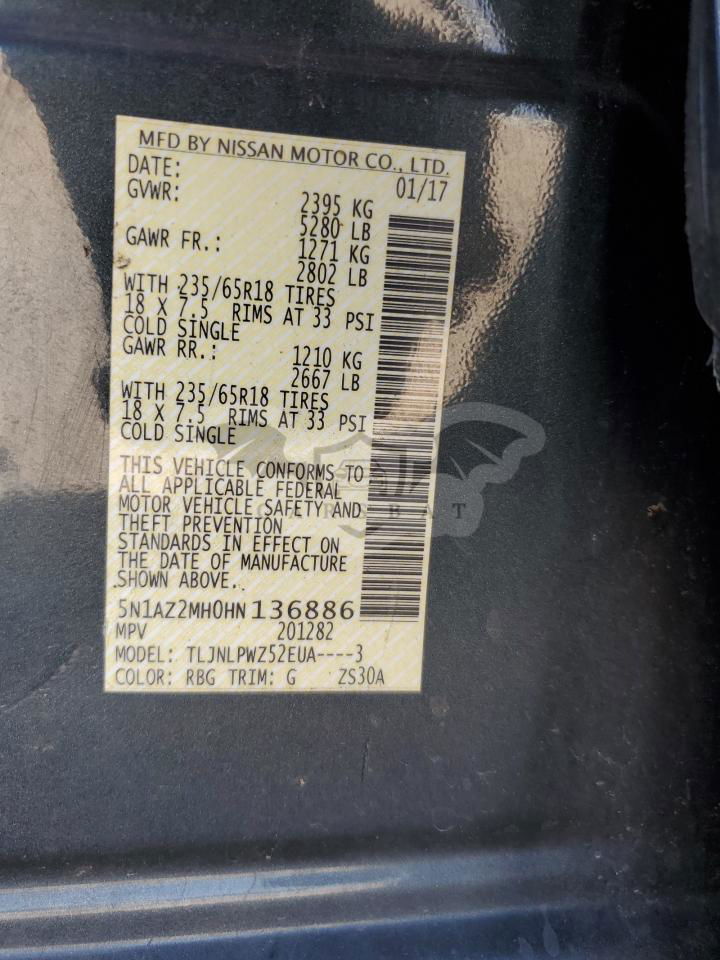 MFD BY NISSAN MOTOR CO., LTD.
DATE: 01/17
GVWR: 2395 KG
5280 LB
GAWR FR.: 1271 KG
2802 LB
WITH 235/65R18 TIRES
18 X 7.5 RIMS AT 33 PSI
COLD SINGLE
GAWR RR.: 1210 KG
2667 LB
WITH 235/65R18 TIRES
18 X 7.5 RIMS AT 33 PSI
COLD SINGLE
THIS VEHICLE CONFORMS TO
ALL APPLICABLE FEDERAL
MOTOR VEHICLE SAFETY AND
THEFT PREVENTION
STANDARDS IN EFFECT ON
THE DATE OF MANUFACTURE
SHOWN ABOVE.
5N1AZ2MH0HN 136886
MPV 201282
MODEL: TLJNLPWZ52EUA----3
COLOR: RBG TRIM: G ZS30A